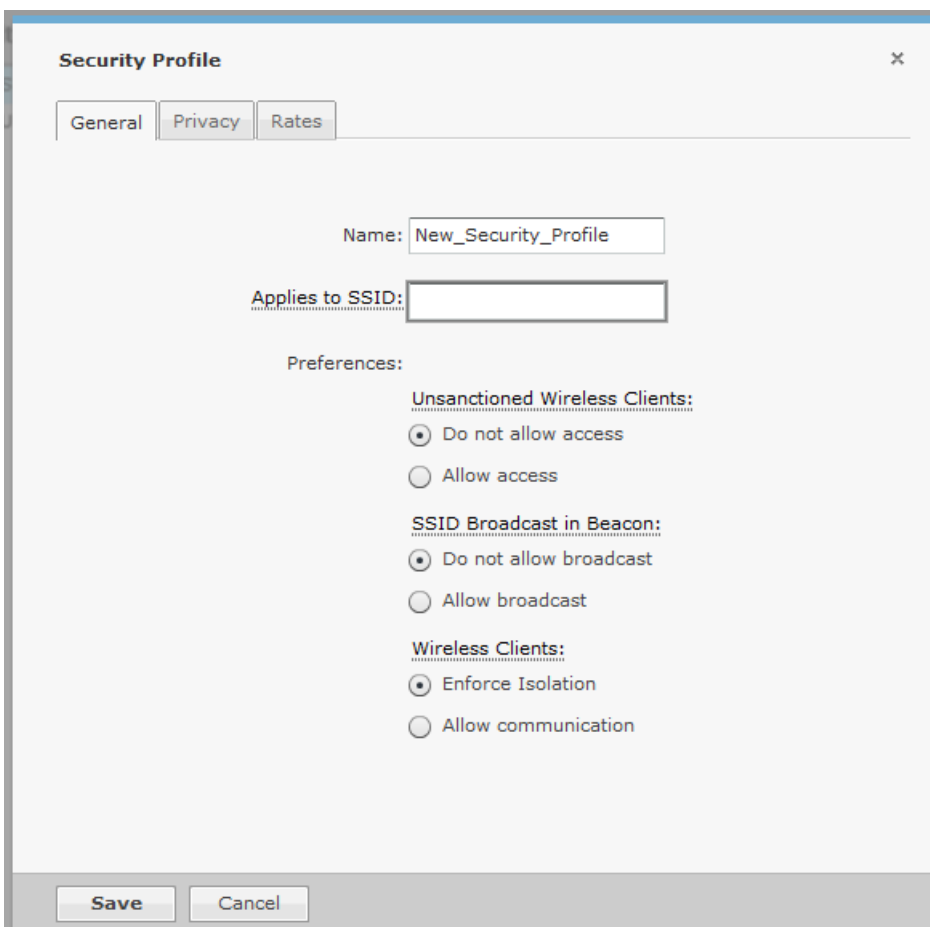 Security Profile
×
General Privacy Rates
Name: New_Security_Profile
Applies to SSID:
Preferences:
Unsanctioned Wireless Clients:
Do not allow access
Allow access
SSID Broadcast in Beacon:
Do not allow broadcast
Allow broadcast
Wireless Clients:
Enforce Isolation
Allow communication
Save Cancel